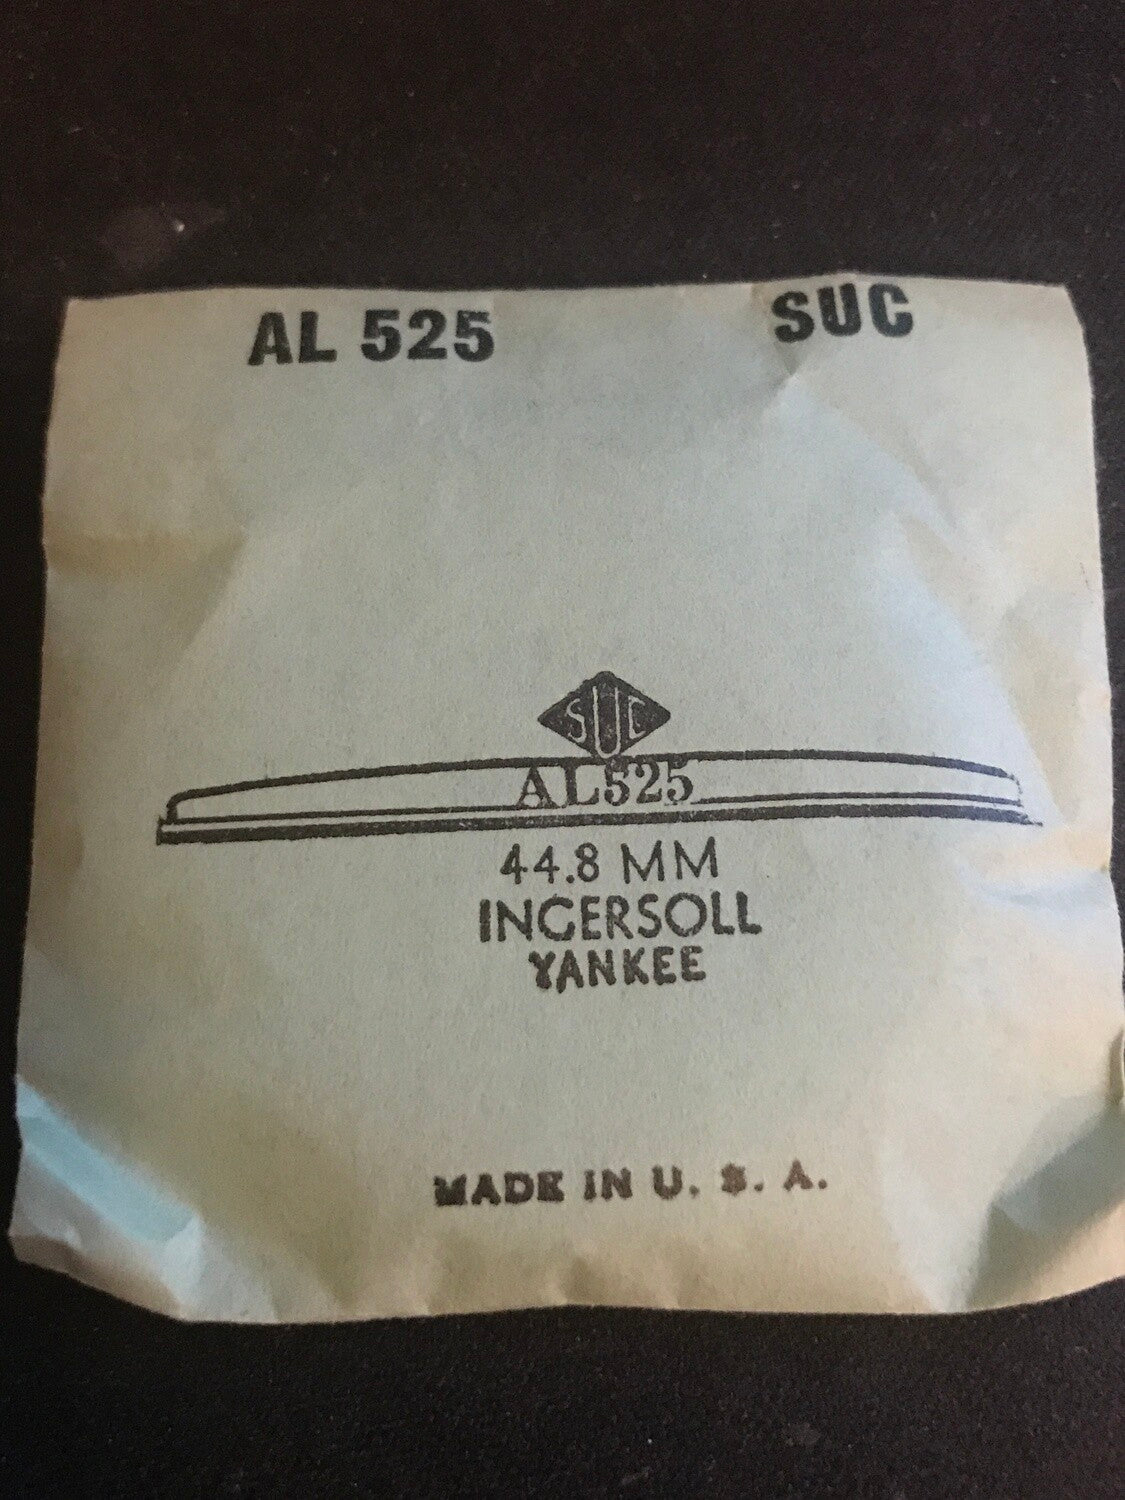 AL 525 SUC
SUC
AL525
44.8 MM
INGERSOLL
YANKEE
MADE IN U. S. A.